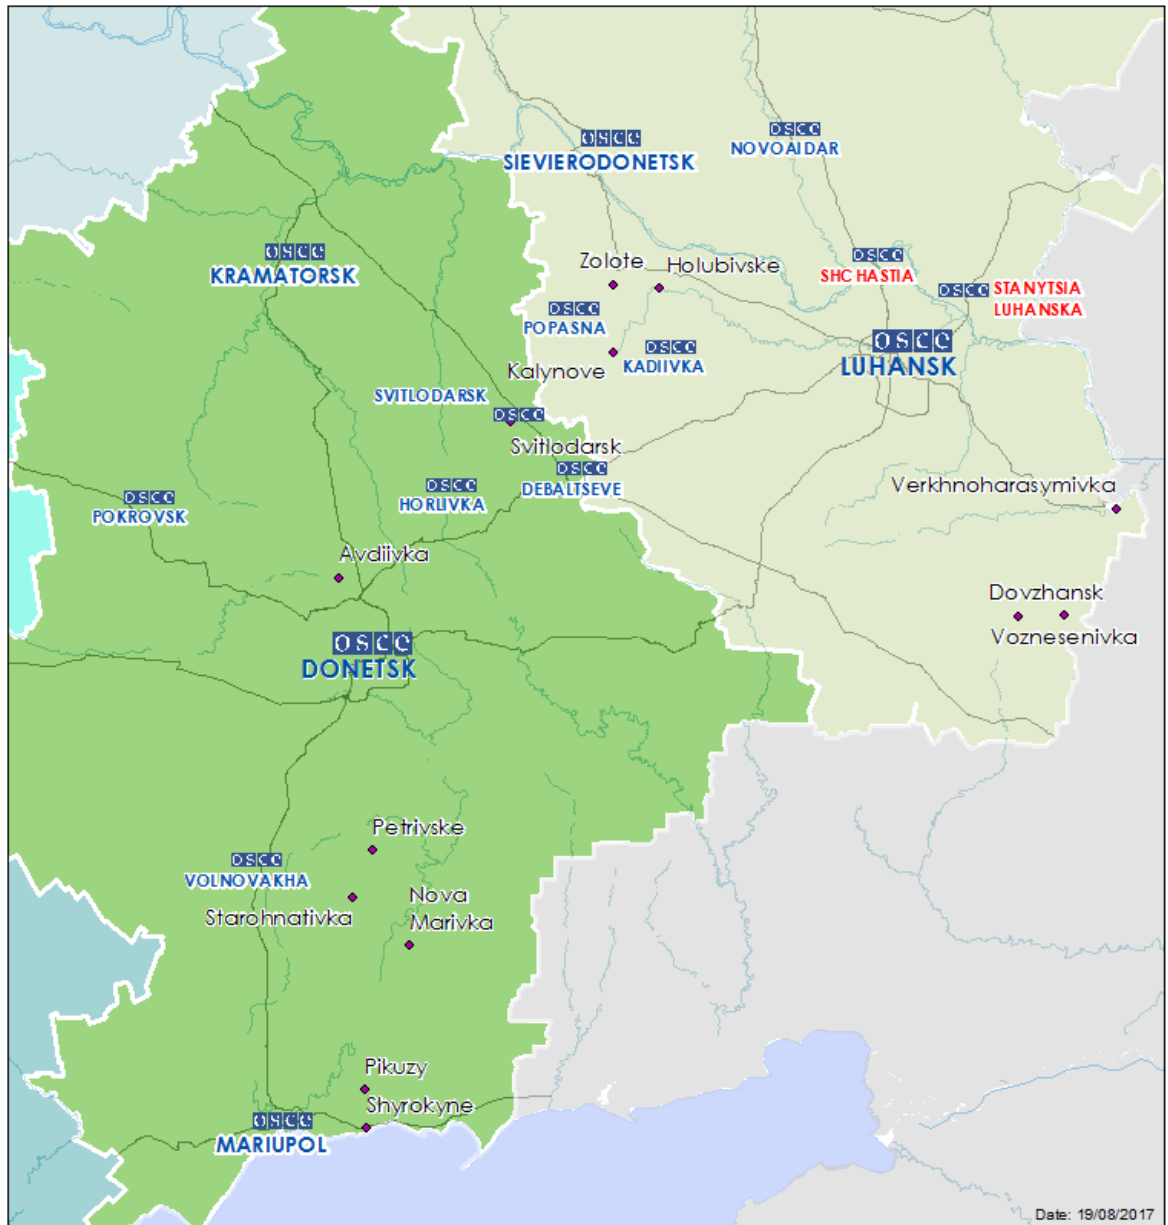 OSCE
SIEVIERODONETSK
OSCE
NOVOAIDAR
OSCE
KRAMATORSK
Zolote
Holubivske
OSCE
SHCHASTIA
OSCE
STANYTSIA
LUHANSKA
OSCE
POPASNA
OSCE
LUHANSK
Kalynove
OSCE
KADIIVKA
SVITLODARSK
OSCE
Svitlodarsk
OSCE
DEBALTSEVE
OSCE
HORLIVKA
OSCE
POKROVSK
Verkhnoharasymivka
Avdiivka
Dovzhansk
Voznesenivka
OSCE
DONETSK
Petrivske
OSCE
VOLNOVAKHA
Starohnativka
Nova
Marivka
Pikuzy
Shyrokyne
OSCE
MARIUPOL
Date: 19/08/2017